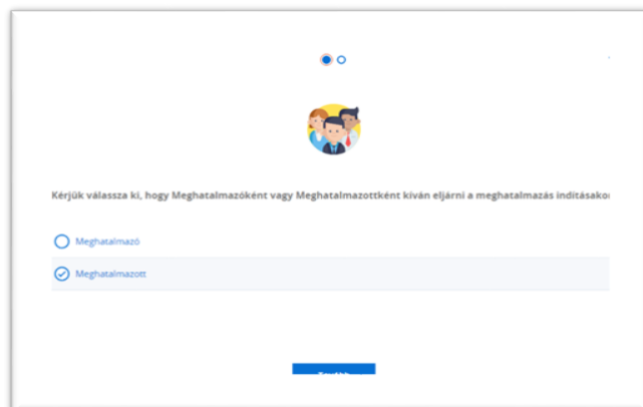 Kérjük válassza ki, hogy Meghatalmazóként vagy Meghatalmazottként kíván eljárni a meghatalmazás indításakor
Meghatalmazó
Meghatalmazott